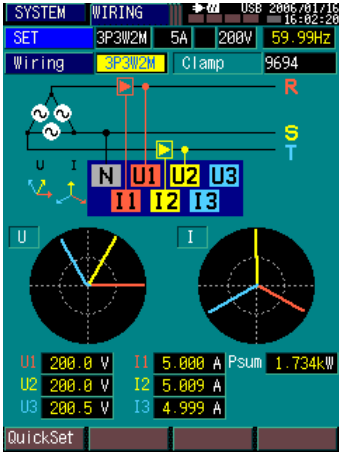 SYSTEM WIRING USB 2006/01/16
16:02:20
SET 3P3W2M 5A 200V 59.99Hz
Wiring 3P3W2M Clamp 9694
R
S
T
U I
N U1 U2 U3
I1 I2 I3
U I
U1 200.0 V I1 5.000 A Psum 1.734kW
U2 200.0 V I2 5.009 A
U3 200.5 V I3 4.999 A
QuickSet